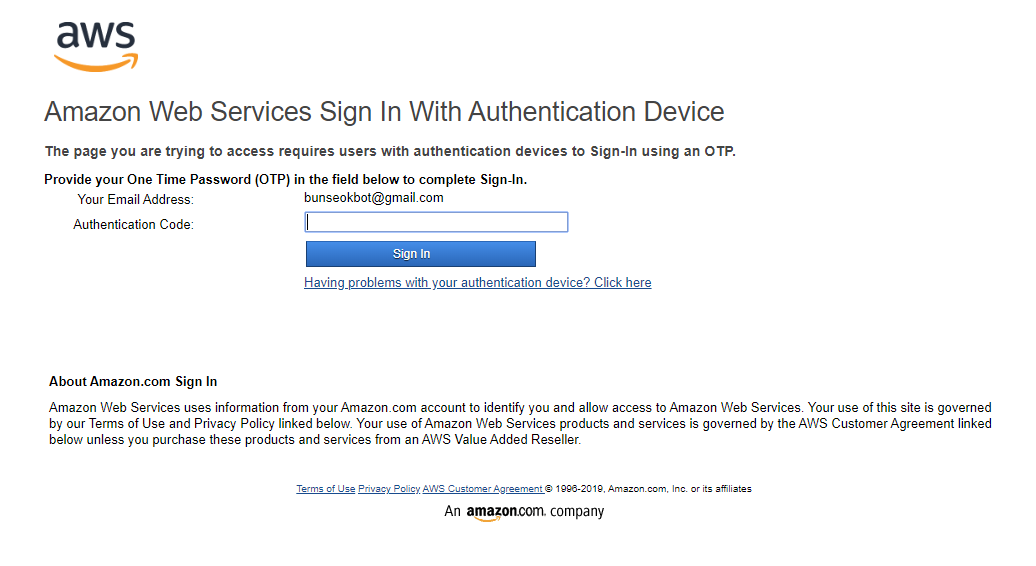 aws
Amazon Web Services Sign In With Authentication Device
The page you are trying to access requires users with authentication devices to Sign-In using an OTP.
Provide your One Time Password (OTP) in the field below to complete Sign-In.
Your Email Address: bunseokbot@gmail.com
Authentication Code:
Sign In
Having problems with your authentication device? Click here
About Amazon.com Sign In
Amazon Web Services uses information from your Amazon.com account to identify you and allow access to Amazon Web Services. Your use of this site is governed
by our Terms of Use and Privacy Policy linked below. Your use of Amazon Web Services products and services is governed by the AWS Customer Agreement linked
below unless you purchase these products and services from an AWS Value Added Reseller.
Terms of Use Privacy Policy AWS Customer Agreement © 1996-2019, Amazon.com, Inc. or its affiliates
An amazon.com. company